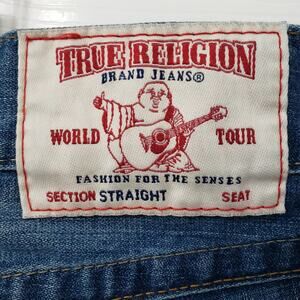 TRUE RELIGION
BRAND JEANS®
WORLD TOUR
FASHION FOR THE SENSES
SECTION STRAIGHT SEAT